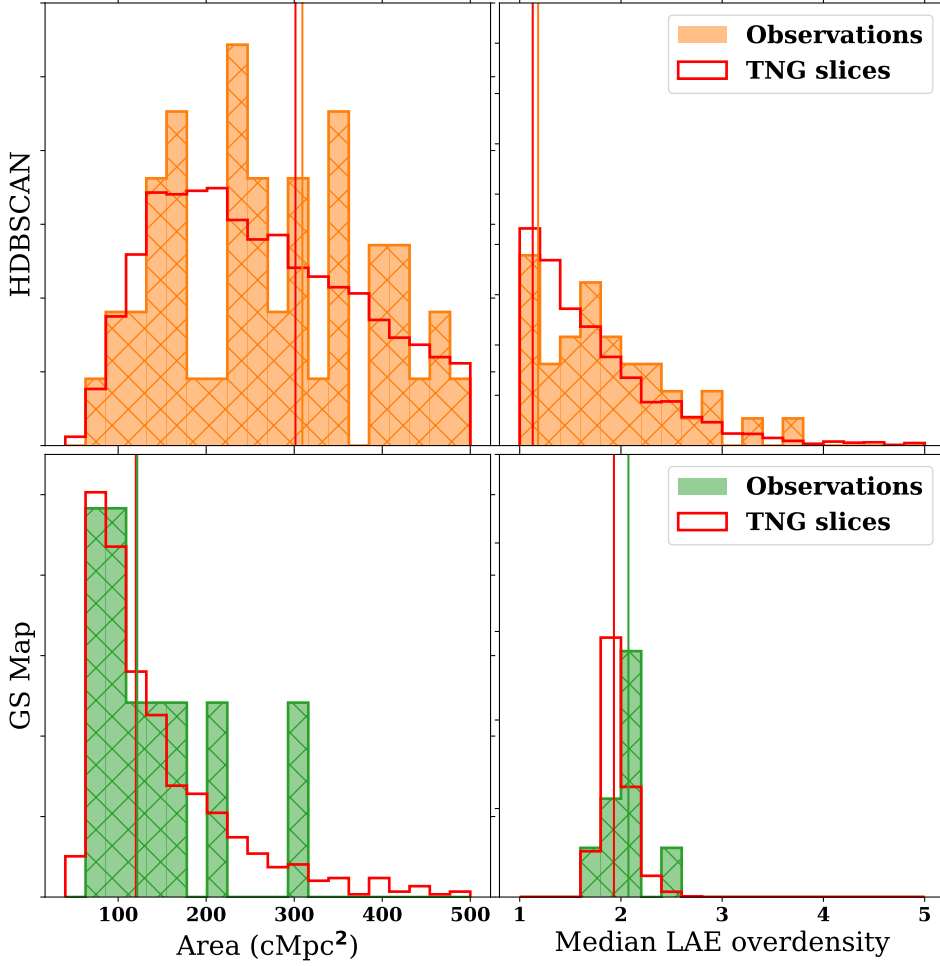 HDBSCAN
Observations
TNG slices
GS Map
Observations
TNG slices
100 200 300 400 500
1 2 3 4 5
Area (cMpc²)
Median LAE overdensity